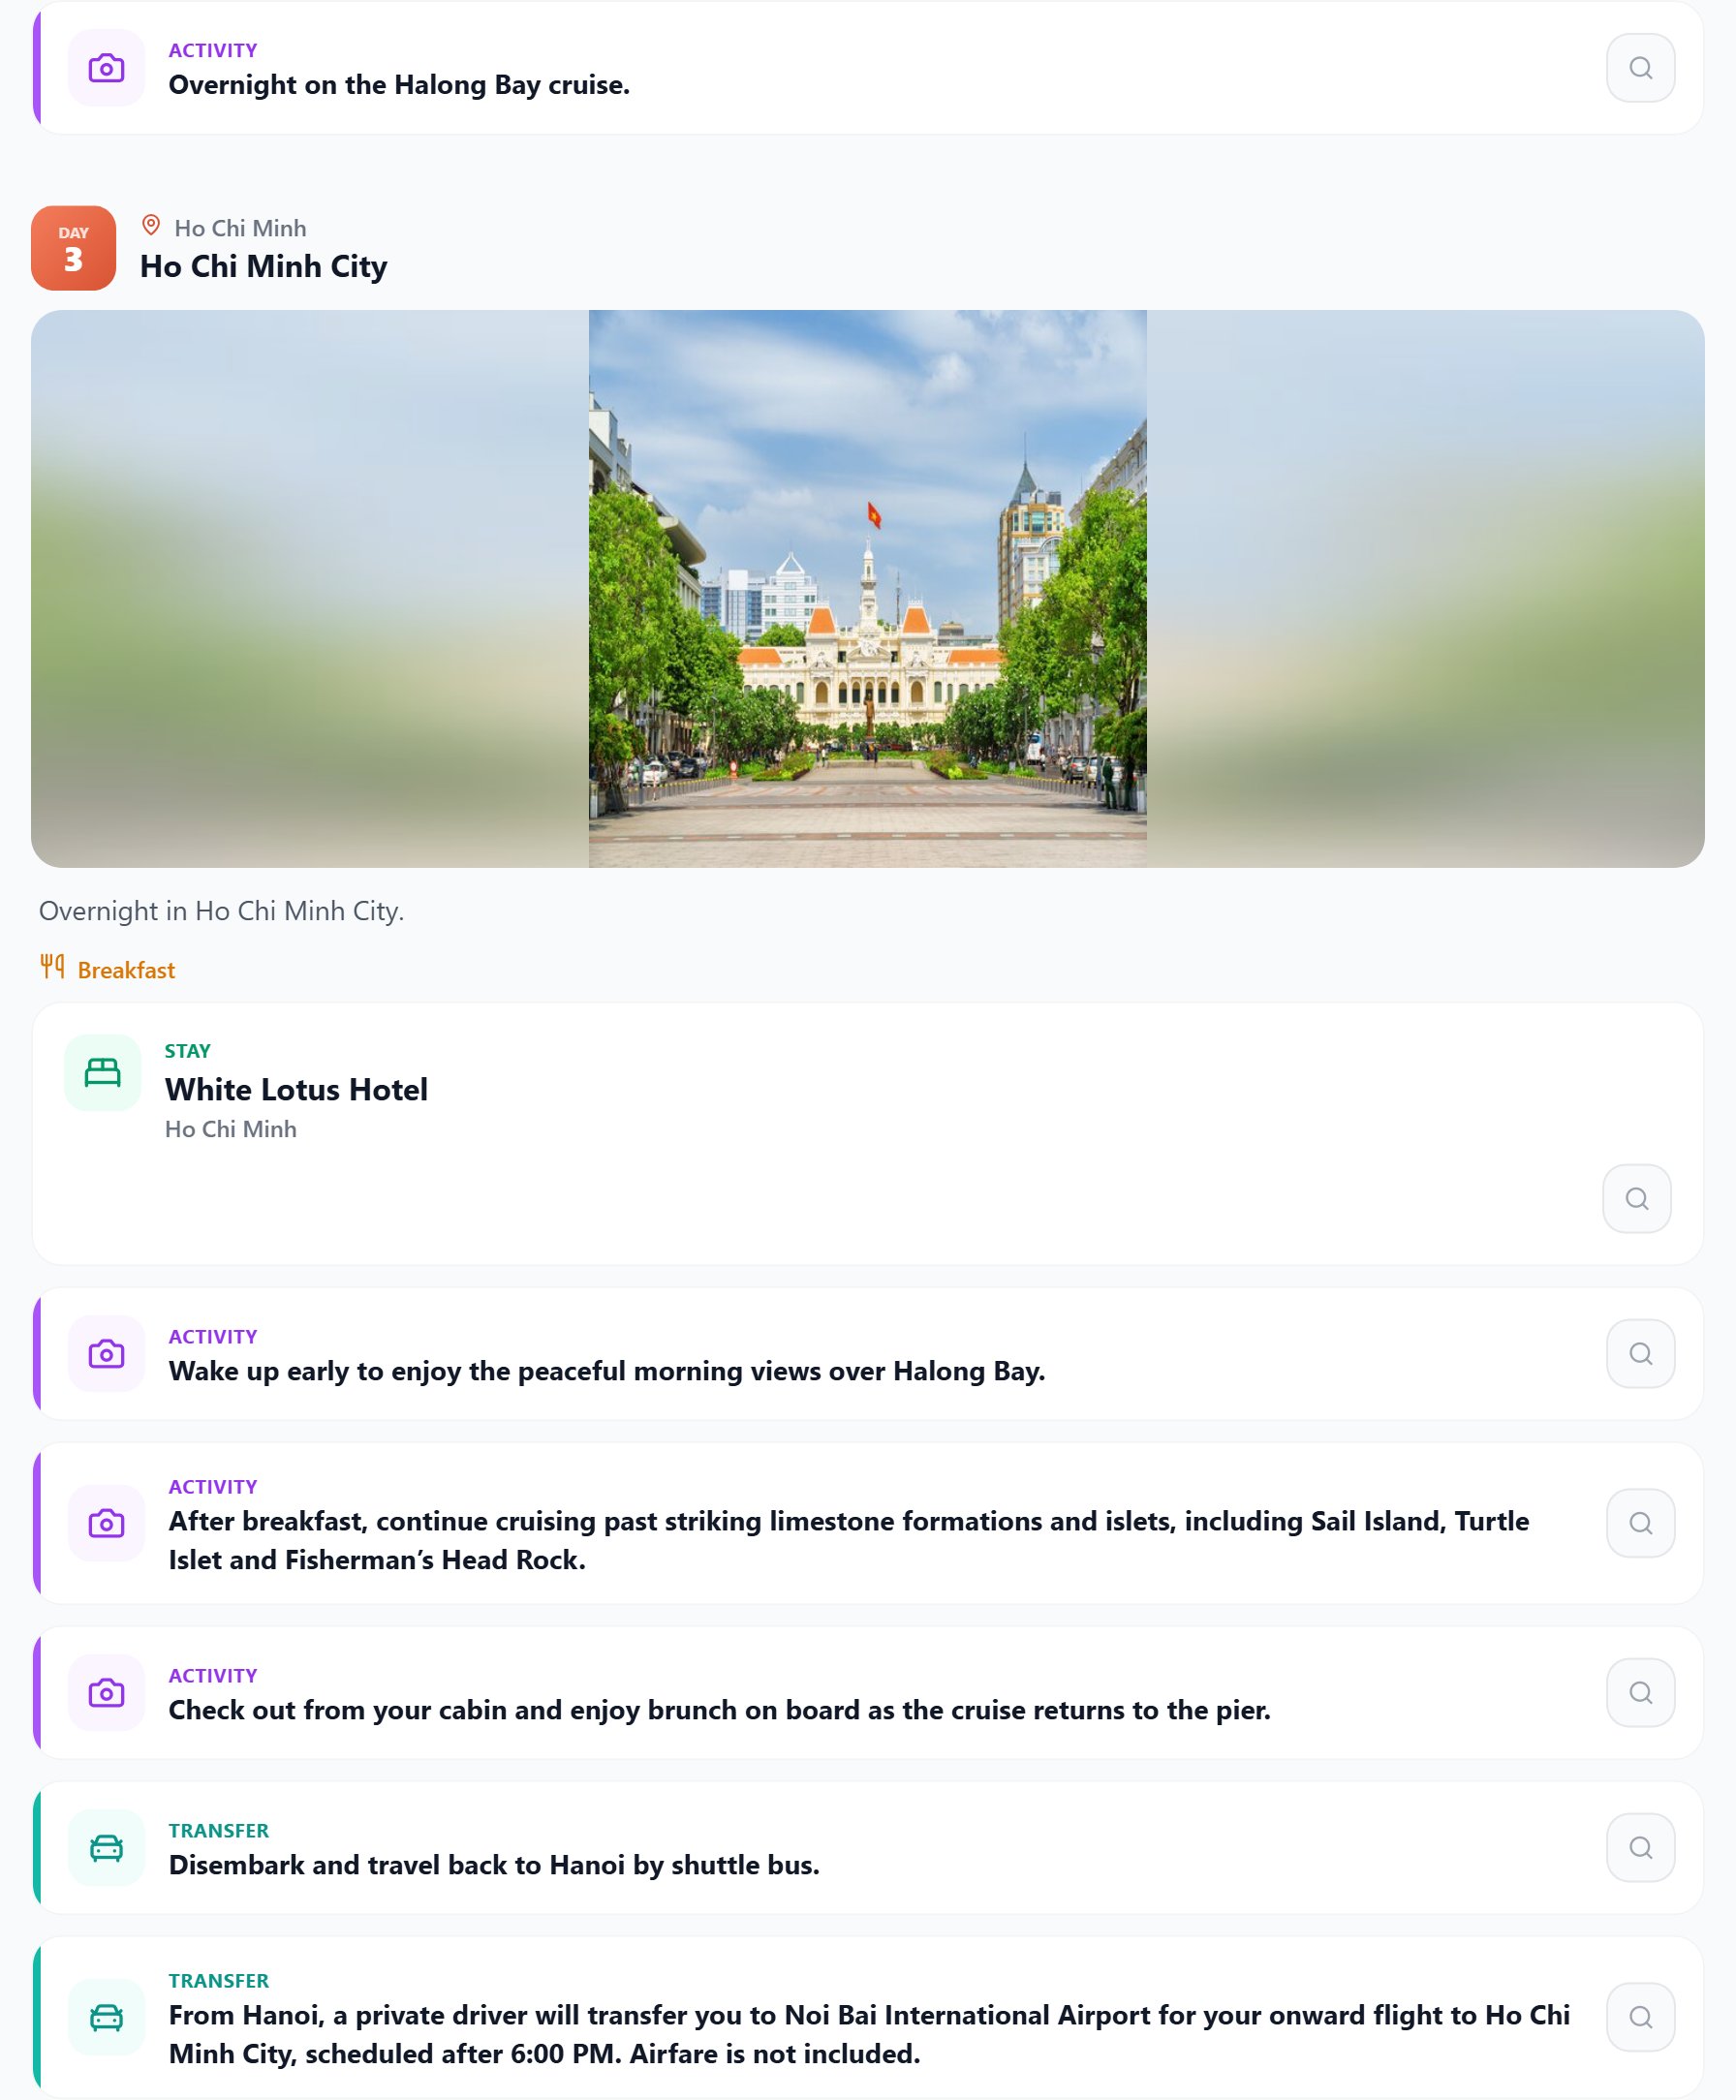 ACTIVITY
Overnight on the Halong Bay cruise.
DAY
3
Ho Chi Minh
Ho Chi Minh City
Overnight in Ho Chi Minh City.
Breakfast
STAY
White Lotus Hotel
Ho Chi Minh
ACTIVITY
Wake up early to enjoy the peaceful morning views over Halong Bay.
ACTIVITY
After breakfast, continue cruising past striking limestone formations and islets, including Sail Island, Turtle
Islet and Fisherman’s Head Rock.
ACTIVITY
Check out from your cabin and enjoy brunch on board as the cruise returns to the pier.
TRANSFER
Disembark and travel back to Hanoi by shuttle bus.
TRANSFER
From Hanoi, a private driver will transfer you to Noi Bai International Airport for your onward flight to Ho Chi
Minh City, scheduled after 6:00 PM. Airfare is not included.